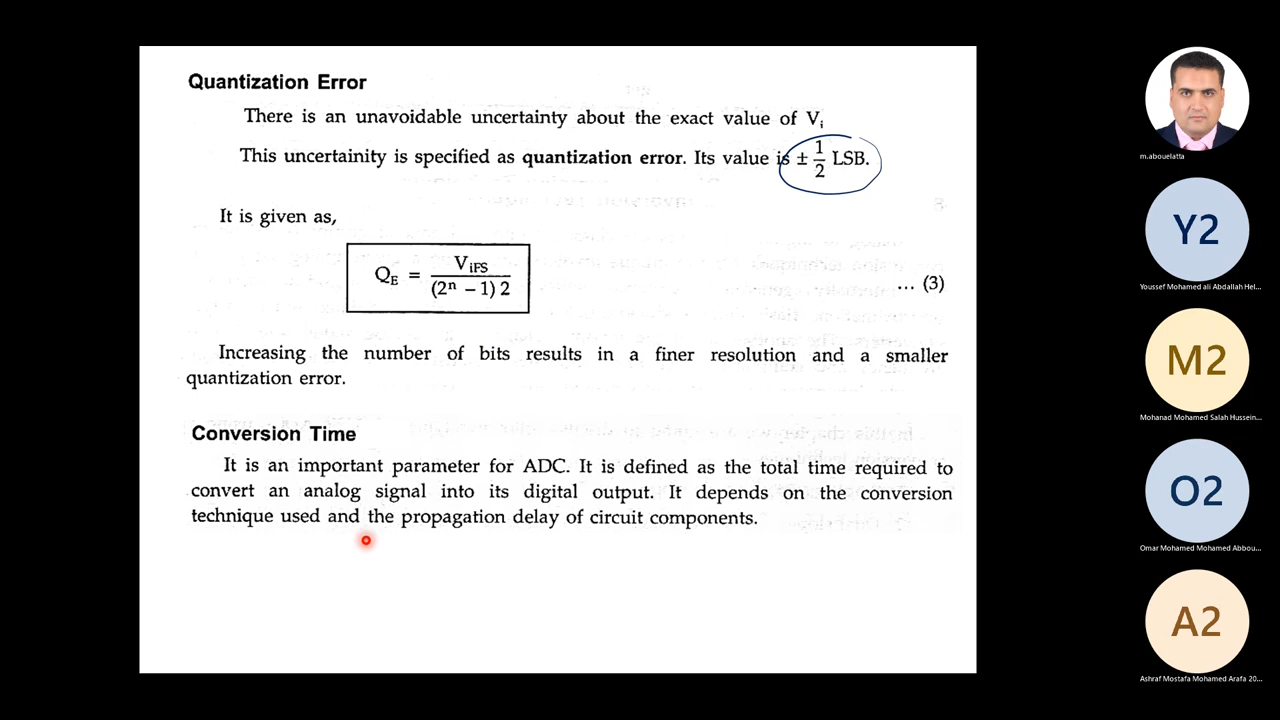 Quantization Error
There is an unavoidable uncertainty about the exact value of Vi
This uncertainity is specified as quantization error. Its value is ± 1/2 LSB.
It is given as,
QE = ViFS / (2ⁿ – 1) 2 ... (3)
Increasing the number of bits results in a finer resolution and a smaller
quantization error.
Conversion Time
It is an important parameter for ADC. It is defined as the total time required to
convert an analog signal into its digital output. It depends on the conversion
technique used and the propagation delay of circuit components.
m.abouelatta
Y2
Youssef Mohamed ali Abdallah Hel...
M2
Mohanad Mohamed Salah Hussein...
O2
Omar Mohamed Mohamed Abbou...
A2
Ashraf Mostafa Mohamed Arafa 20...